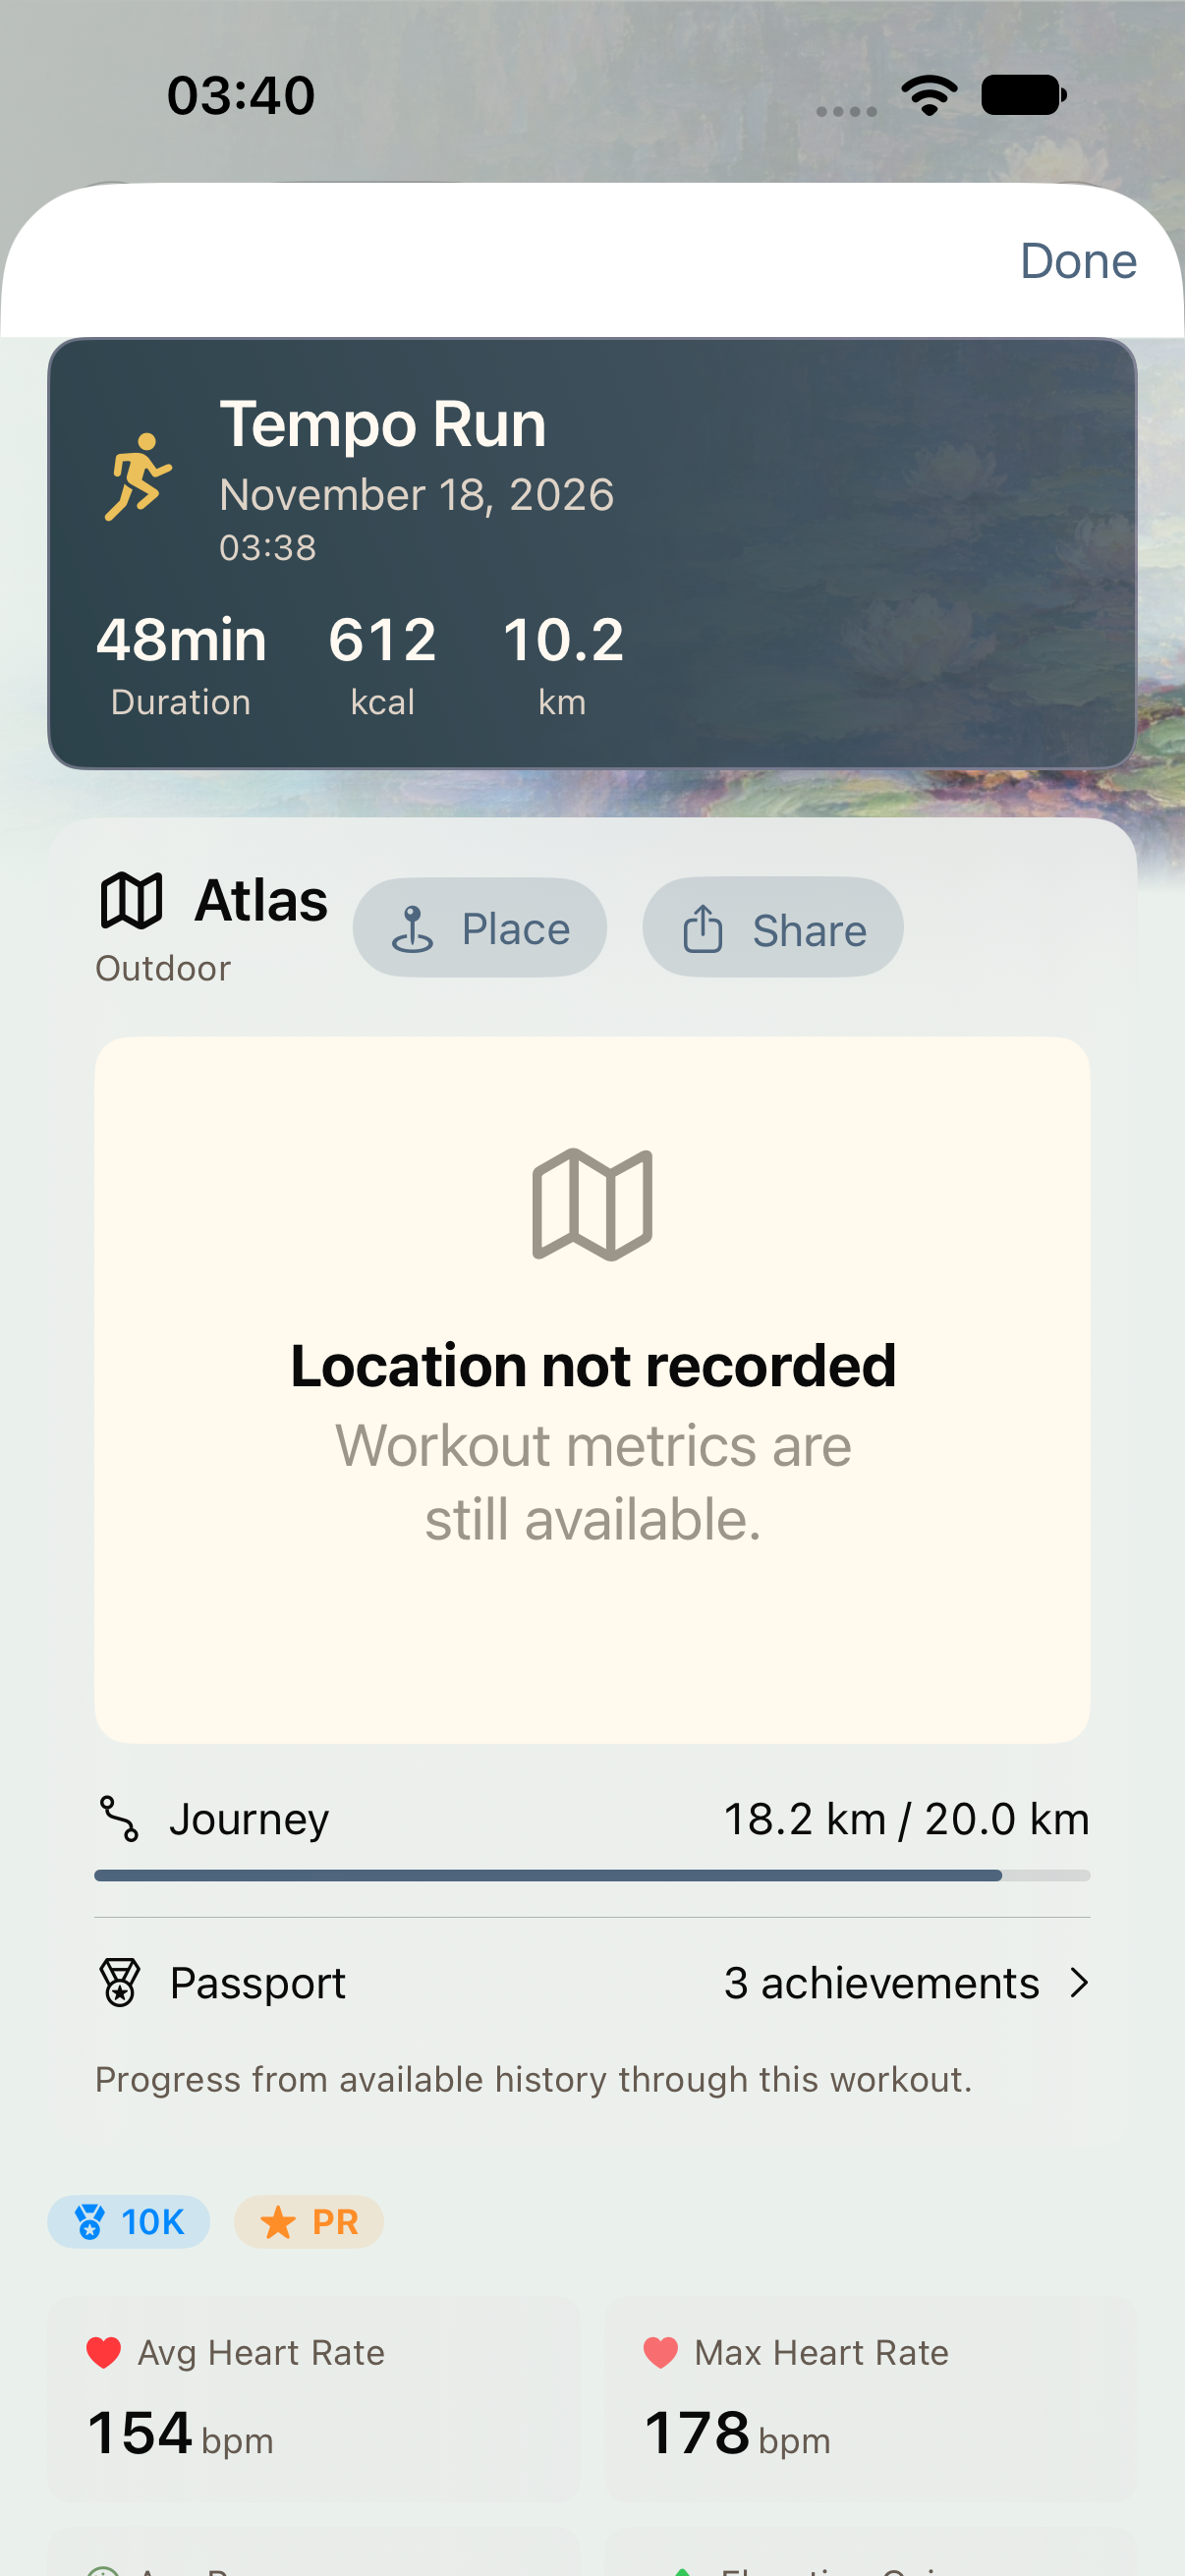 03:40
Done
Tempo Run
November 18, 2026
03:38
48min 612 10.2
Duration kcal km
Atlas
Outdoor
Place
Share
Location not recorded
Workout metrics are
still available.
Journey 18.2 km / 20.0 km
Passport 3 achievements
Progress from available history through this workout.
10K PR
Avg Heart Rate
154 bpm
Max Heart Rate
178 bpm